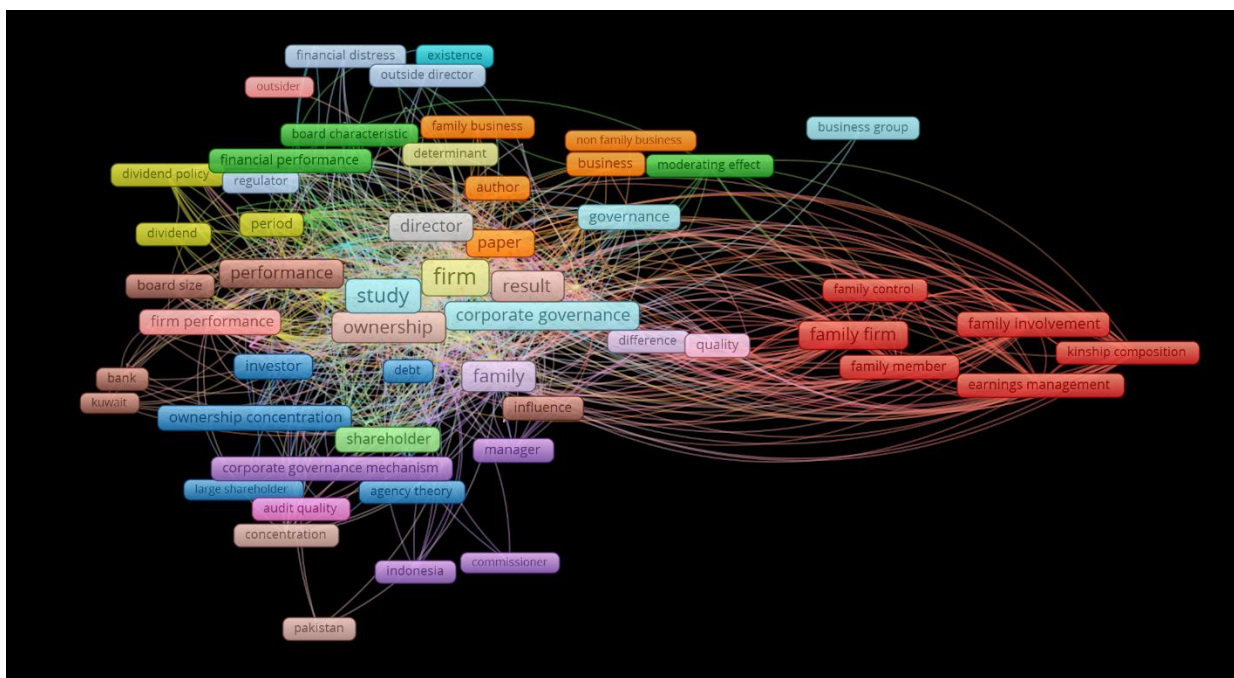 financial distress
existence
outside director
outsider
family business
business group
board characteristic
non family business
determinant
financial performance
business
moderating effect
dividend policy
regulator
author
governance
period
director
dividend
paper
performance
firm
board size
result
family control
study
corporate governance
firm performance
ownership
family involvement
family firm
difference
quality
kinship composition
investor
debt
family member
bank
family
earnings management
kuwait
influence
ownership concentration
shareholder
manager
corporate governance mechanism
large shareholder
agency theory
audit quality
concentration
commissioner
indonesia
pakistan